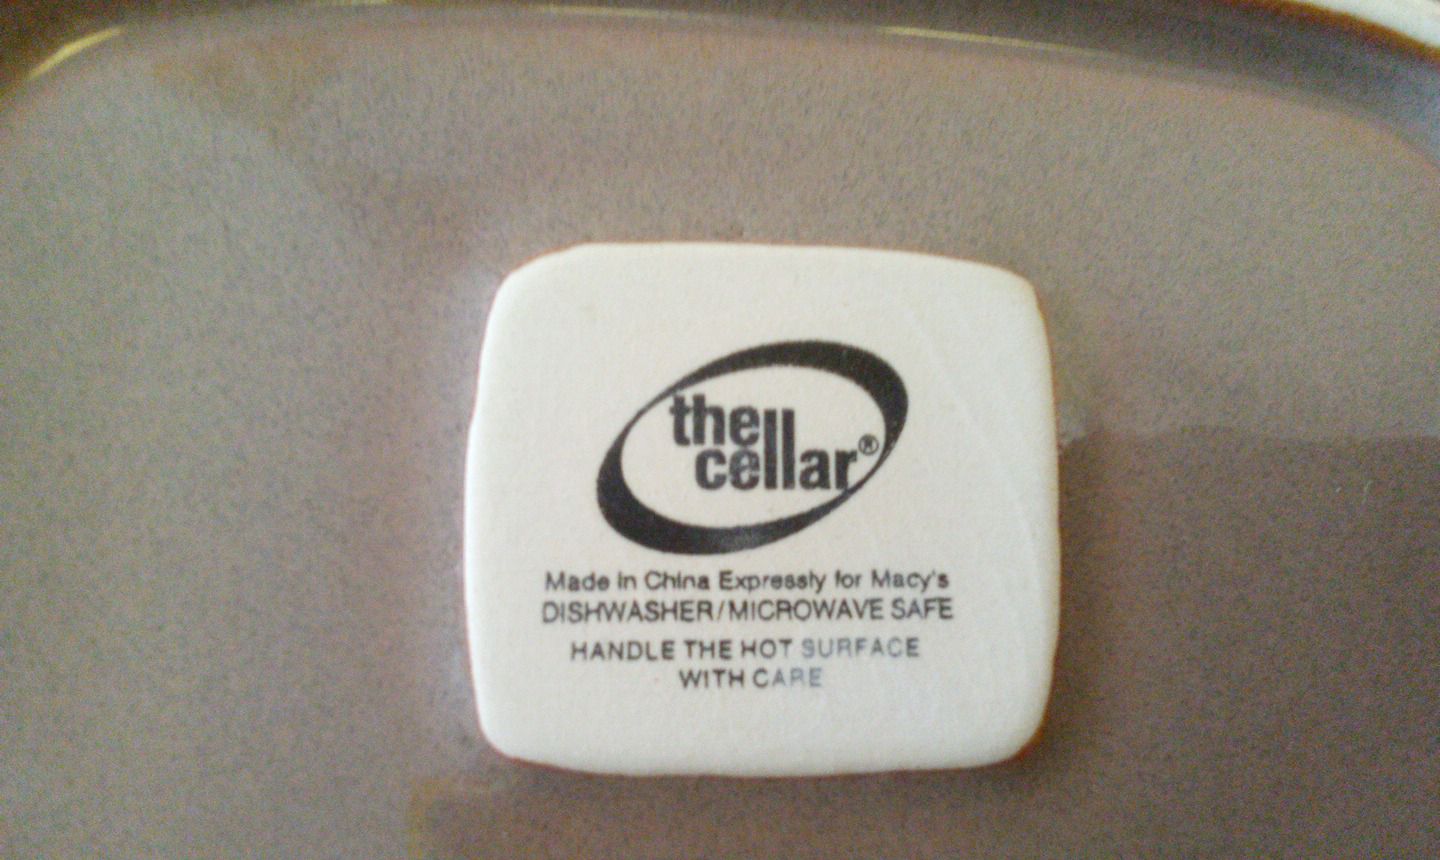 the
cellar®
Made in China Expressly for Macy's
DISHWASHER/MICROWAVE SAFE
HANDLE THE HOT SURFACE
WITH CARE